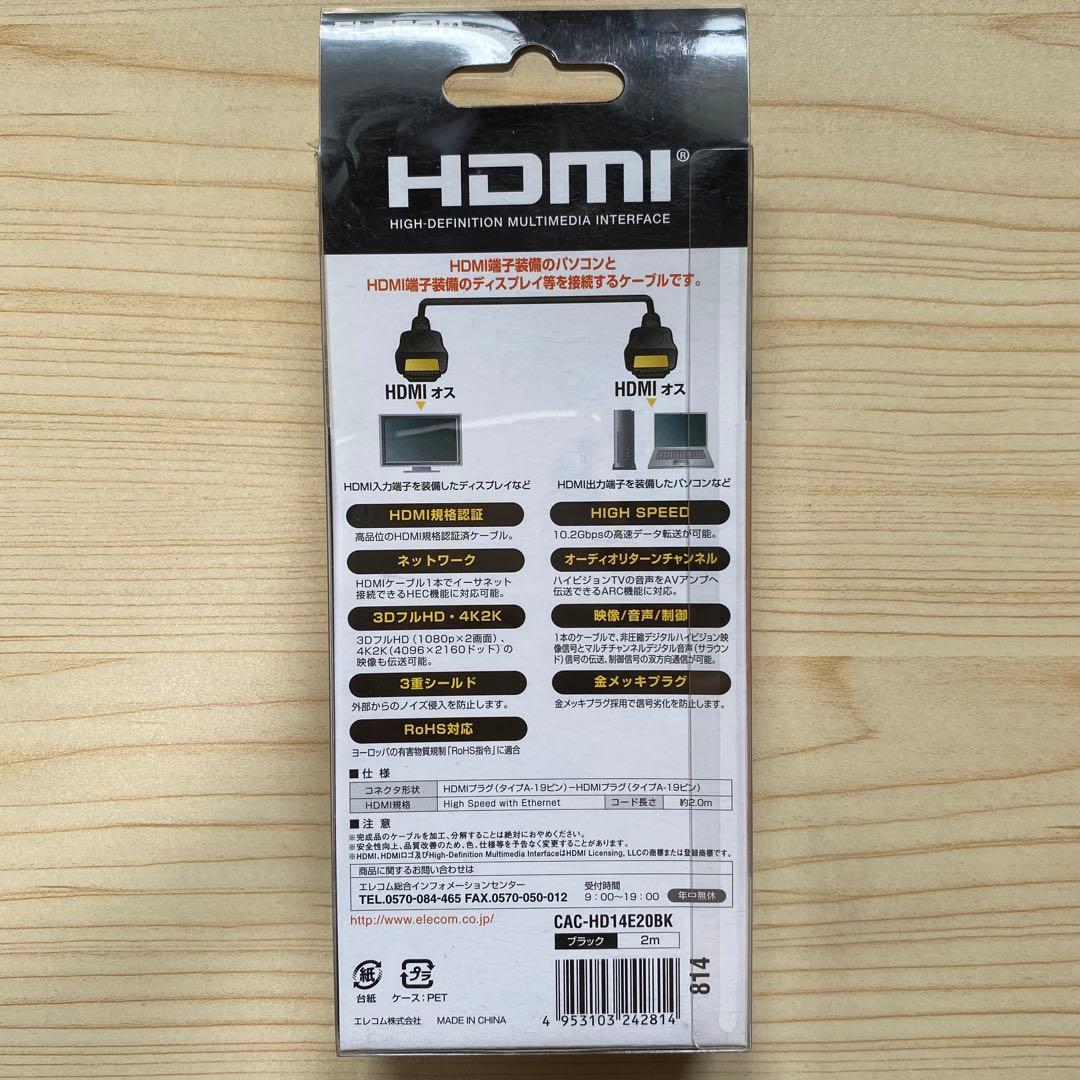 HDMI®
HIGH-DEFINITION MULTIMEDIA INTERFACE
HDMI端子装備のパソコンと
HDMI端子装備のディスプレイ等を接続するケーブルです。
HDMI オス
HDMI オス
HDMI入力端子を装備したディスプレイなど
HDMI出力端子を装備したパソコンなど
HDMI規格認証
高品位のHDMI規格認証済ケーブル。
HIGH SPEED
10.2Gbpsの高速データ転送が可能。
ネットワーク
HDMIケーブル1本でイーサネット
接続できるHEC機能に対応可能。
オーディオリターンチャンネル
ハイビジョンTVの音声をAVアンプへ
伝送できるARC機能に対応。
3DフルHD・4K2K
3DフルHD（1080p×2画面）、
4K2K（4096×2160ドット）の
映像も伝送可能。
映像/音声/制御
1本のケーブルで、非圧縮デジタルハイビジョン映
像信号とマルチチャンネルデジタル音声（サラウン
ド）信号の伝送、制御信号の双方向通信が可能。
3重シールド
外部からのノイズ侵入を防止します。
金メッキプラグ
金メッキプラグ採用で信号劣化を防止します。
RoHS対応
ヨーロッパの有害物質規制「RoHS指令」に適合
■仕様
コネクタ形状 HDMIプラグ（タイプA-19ピン）−HDMIプラグ（タイプA-19ピン）
HDMI規格 High Speed with Ethernet コード長さ 約2.0m
■注意
※完成品のケーブルを加工、分解することは絶対におやめください。
※安全性向上、品質改善のため、色、仕様等を予告なく変更することがあります。
※HDMI、HDMIロゴ及びHigh-Definition Multimedia InterfaceはHDMI Licensing, LLCの商標または登録商標です。
商品に関するお問い合わせは
エレコム総合インフォメーションセンター
TEL.0570-084-465 FAX.0570-050-012
受付時間
9：00〜19：00 年中無休
http://www.elecom.co.jp/
CAC-HD14E20BK
ブラック 2m
紙
台紙
プラ
ケース：PET
814
エレコム株式会社 MADE IN CHINA
4 953103 242814